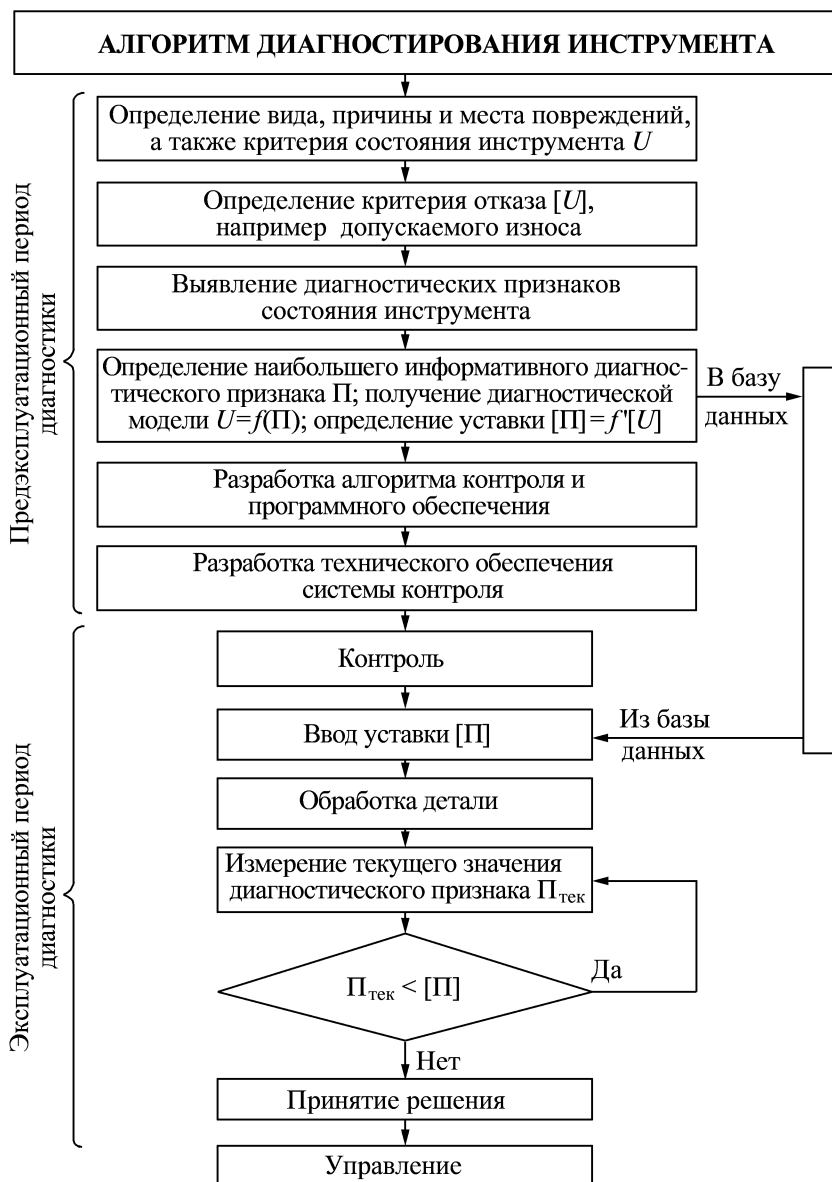 АЛГОРИТМ ДИАГНОСТИРОВАНИЯ ИНСТРУМЕНТА
Предэксплуатационный период
диагностики
Определение вида, причины и места повреждений,
а также критерия состояния инструмента U
Определение критерия отказа [U],
например допускаемого износа
Выявление диагностических признаков
состояния инструмента
Определение наибольшего информативного диагнос-
тического признака П; получение диагностической
модели U=f(П); определение уставки [П]=f'[U]
В базу
данных
Разработка алгоритма контроля и
программного обеспечения
Разработка технического обеспечения
системы контроля
Эксплуатационный период
диагностики
Контроль
Ввод уставки [П]
Из базы
данных
Обработка детали
Измерение текущего значения
диагностического признака Птек
Птек < [П]
Да
Нет
Принятие решения
Управление